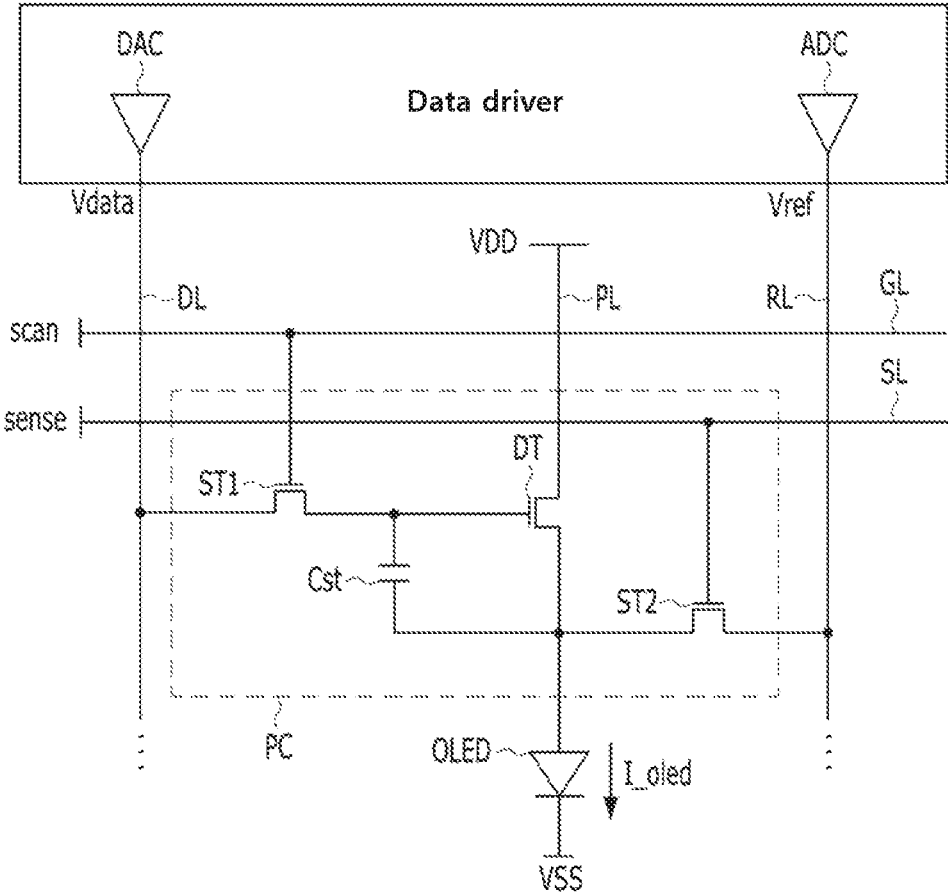 DAC
ADC
Data driver
Vdata
Vref
VDD
DL
PL
RL
GL
scan
SL
sense
DT
ST1
Cst
ST2
PC
OLED
I_oled
VSS